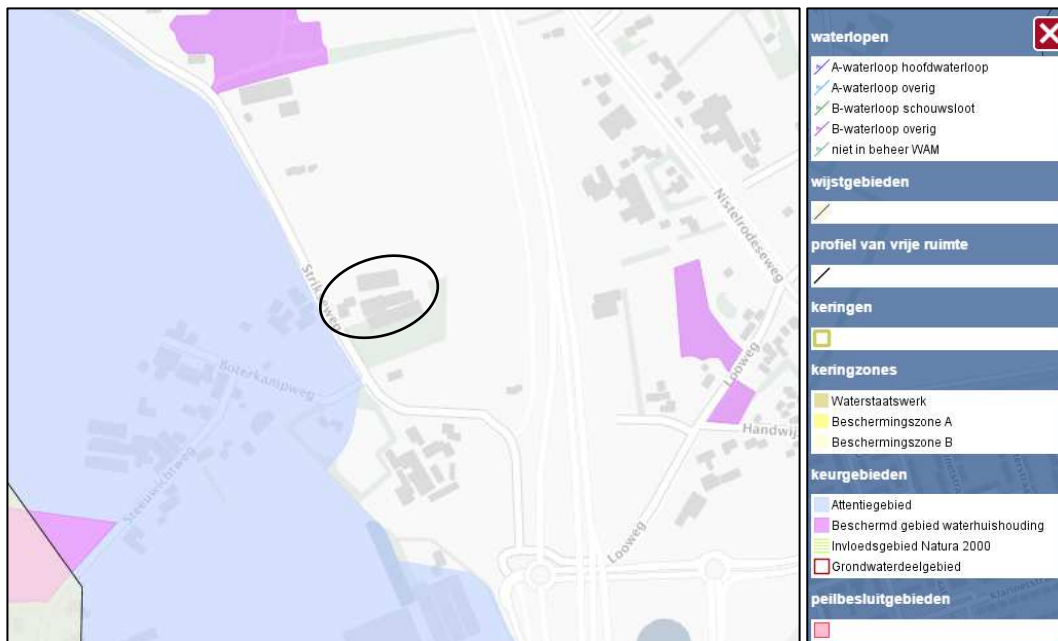 Nistelrodeseweg
Strikseweg
Looweg
Boterkampweg
Handwij
Steeuwichtweg
Looweg
waterlopen
A-waterloop hoofdwaterloop
A-waterloop overig
B-waterloop schouwsloot
B-waterloop overig
niet in beheer WAM
wijstgebieden
profiel van vrije ruimte
keringen
keringzones
Waterstaatswerk
Beschermingszone A
Beschermingszone B
keurgebieden
Attentiegebied
Beschermd gebied waterhuishouding
Invloedsgebied Natura 2000
Grondwaterdeelgebied
peilbesluitgebieden